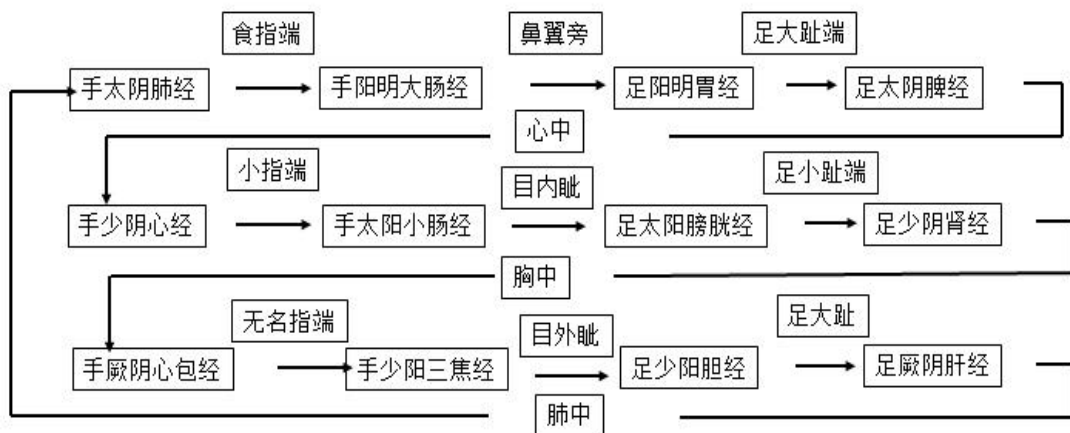 食指端 鼻翼旁 足大趾端
手太阴肺经 手阳明大肠经 足阳明胃经 足太阴脾经
心中
小指端 目内眦 足小趾端
手少阴心经 手太阳小肠经 足太阳膀胱经 足少阴肾经
胸中
无名指端 目外眦 足大趾
手厥阴心包经 手少阳三焦经 足少阳胆经 足厥阴肝经
肺中